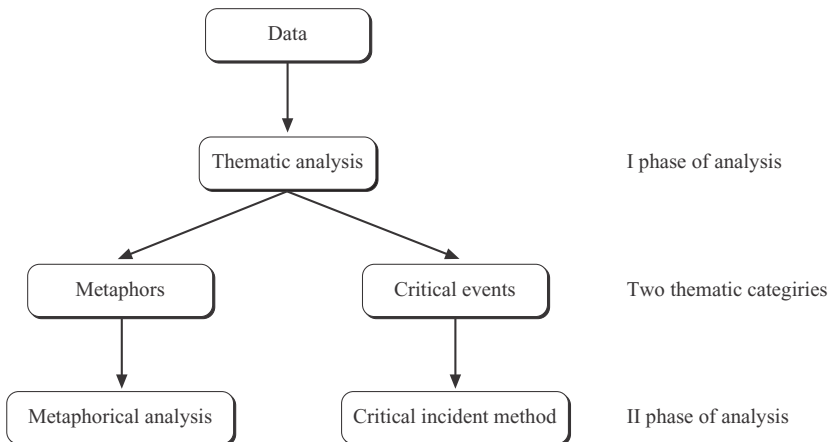 Data
Thematic analysis
I phase of analysis
Metaphors
Critical events
Two thematic categiries
Metaphorical analysis
Critical incident method
II phase of analysis